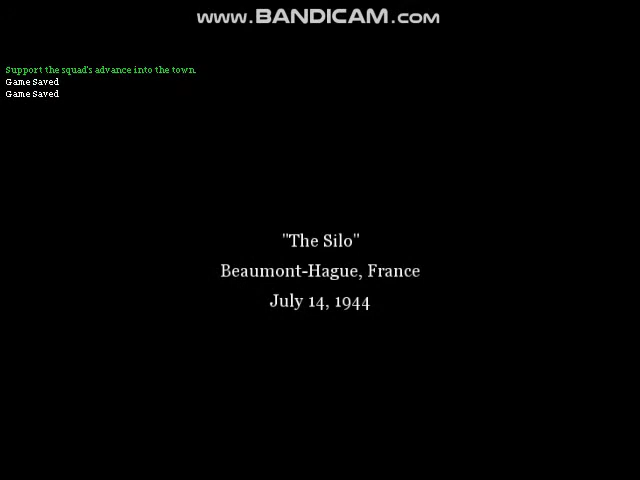 www.BANDICAM.com
Support the squad's advance into the town.
Game Saved
Game Saved
"The Silo"
Beaumont-Hague, France
July 14, 1944